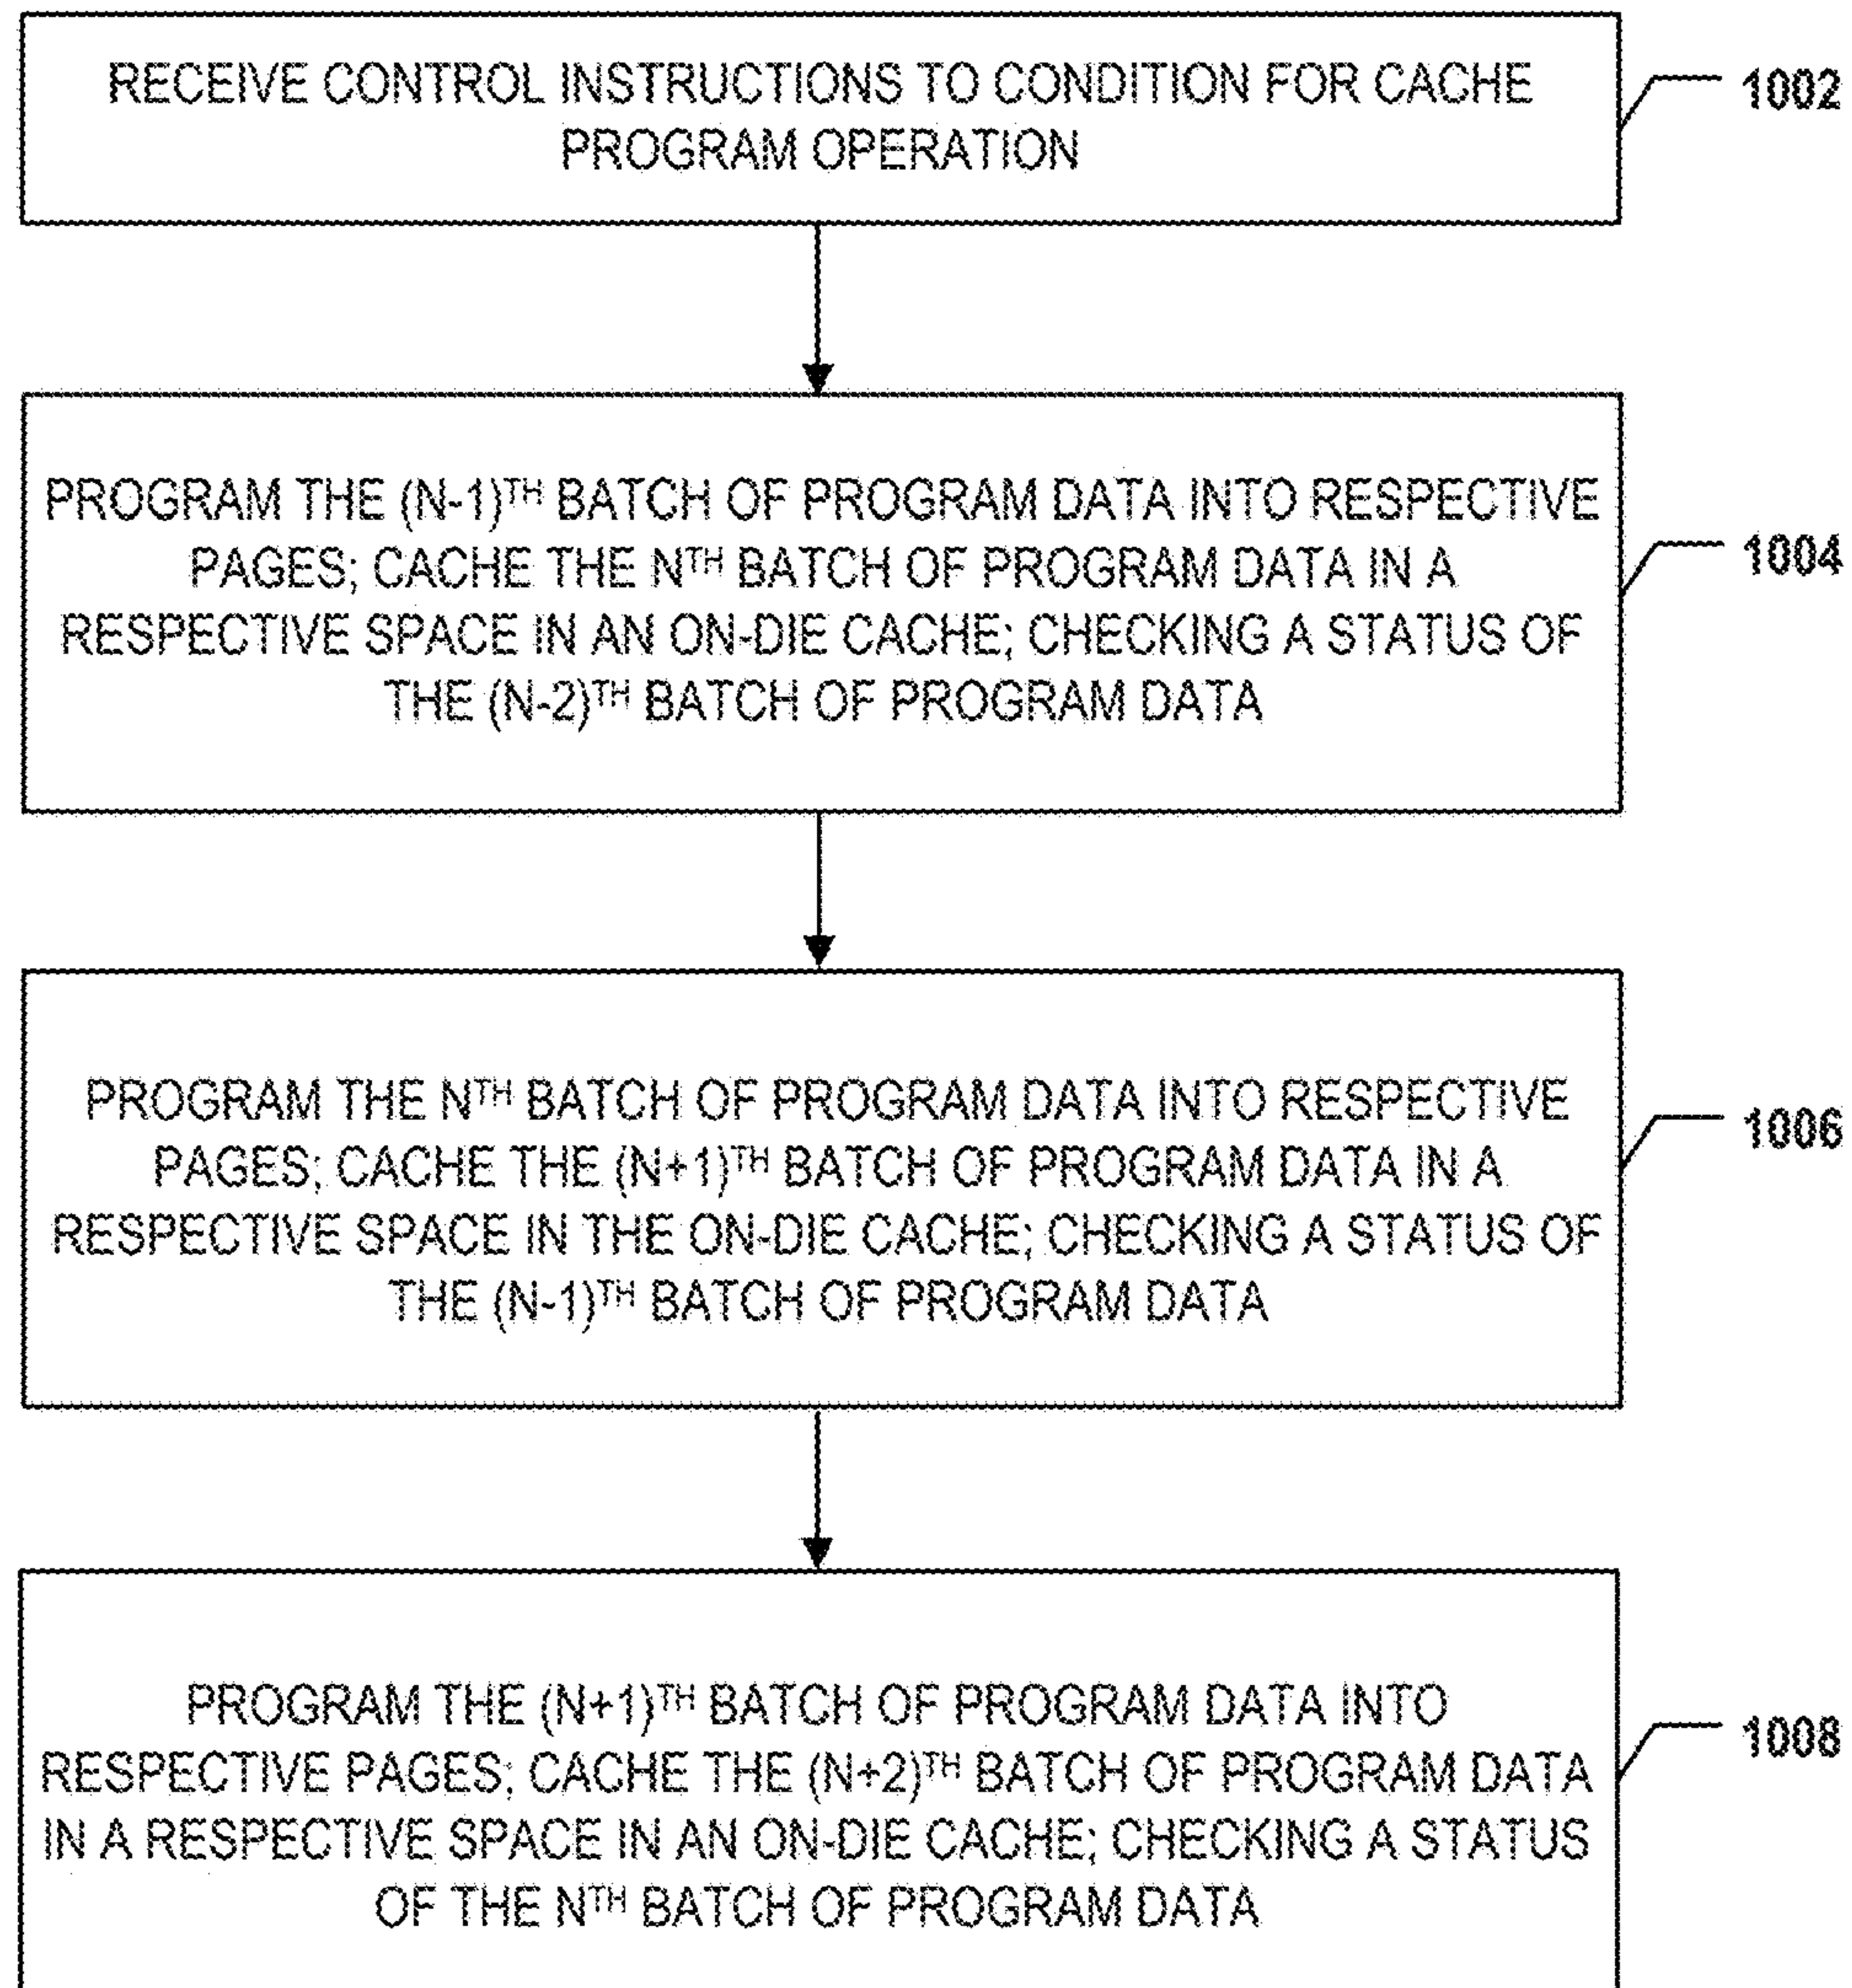 RECEIVE CONTROL INSTRUCTIONS TO CONDITION FOR CACHE
PROGRAM OPERATION
1002
PROGRAM THE (N-1)TH BATCH OF PROGRAM DATA INTO RESPECTIVE
PAGES; CACHE THE NTH BATCH OF PROGRAM DATA IN A
RESPECTIVE SPACE IN AN ON-DIE CACHE; CHECKING A STATUS OF
THE (N-2)TH BATCH OF PROGRAM DATA
1004
PROGRAM THE NTH BATCH OF PROGRAM DATA INTO RESPECTIVE
PAGES; CACHE THE (N+1)TH BATCH OF PROGRAM DATA IN A
RESPECTIVE SPACE IN THE ON-DIE CACHE; CHECKING A STATUS OF
THE (N-1)TH BATCH OF PROGRAM DATA
1006
PROGRAM THE (N+1)TH BATCH OF PROGRAM DATA INTO
RESPECTIVE PAGES; CACHE THE (N+2)TH BATCH OF PROGRAM DATA
IN A RESPECTIVE SPACE IN AN ON-DIE CACHE; CHECKING A STATUS
OF THE NTH BATCH OF PROGRAM DATA
1008